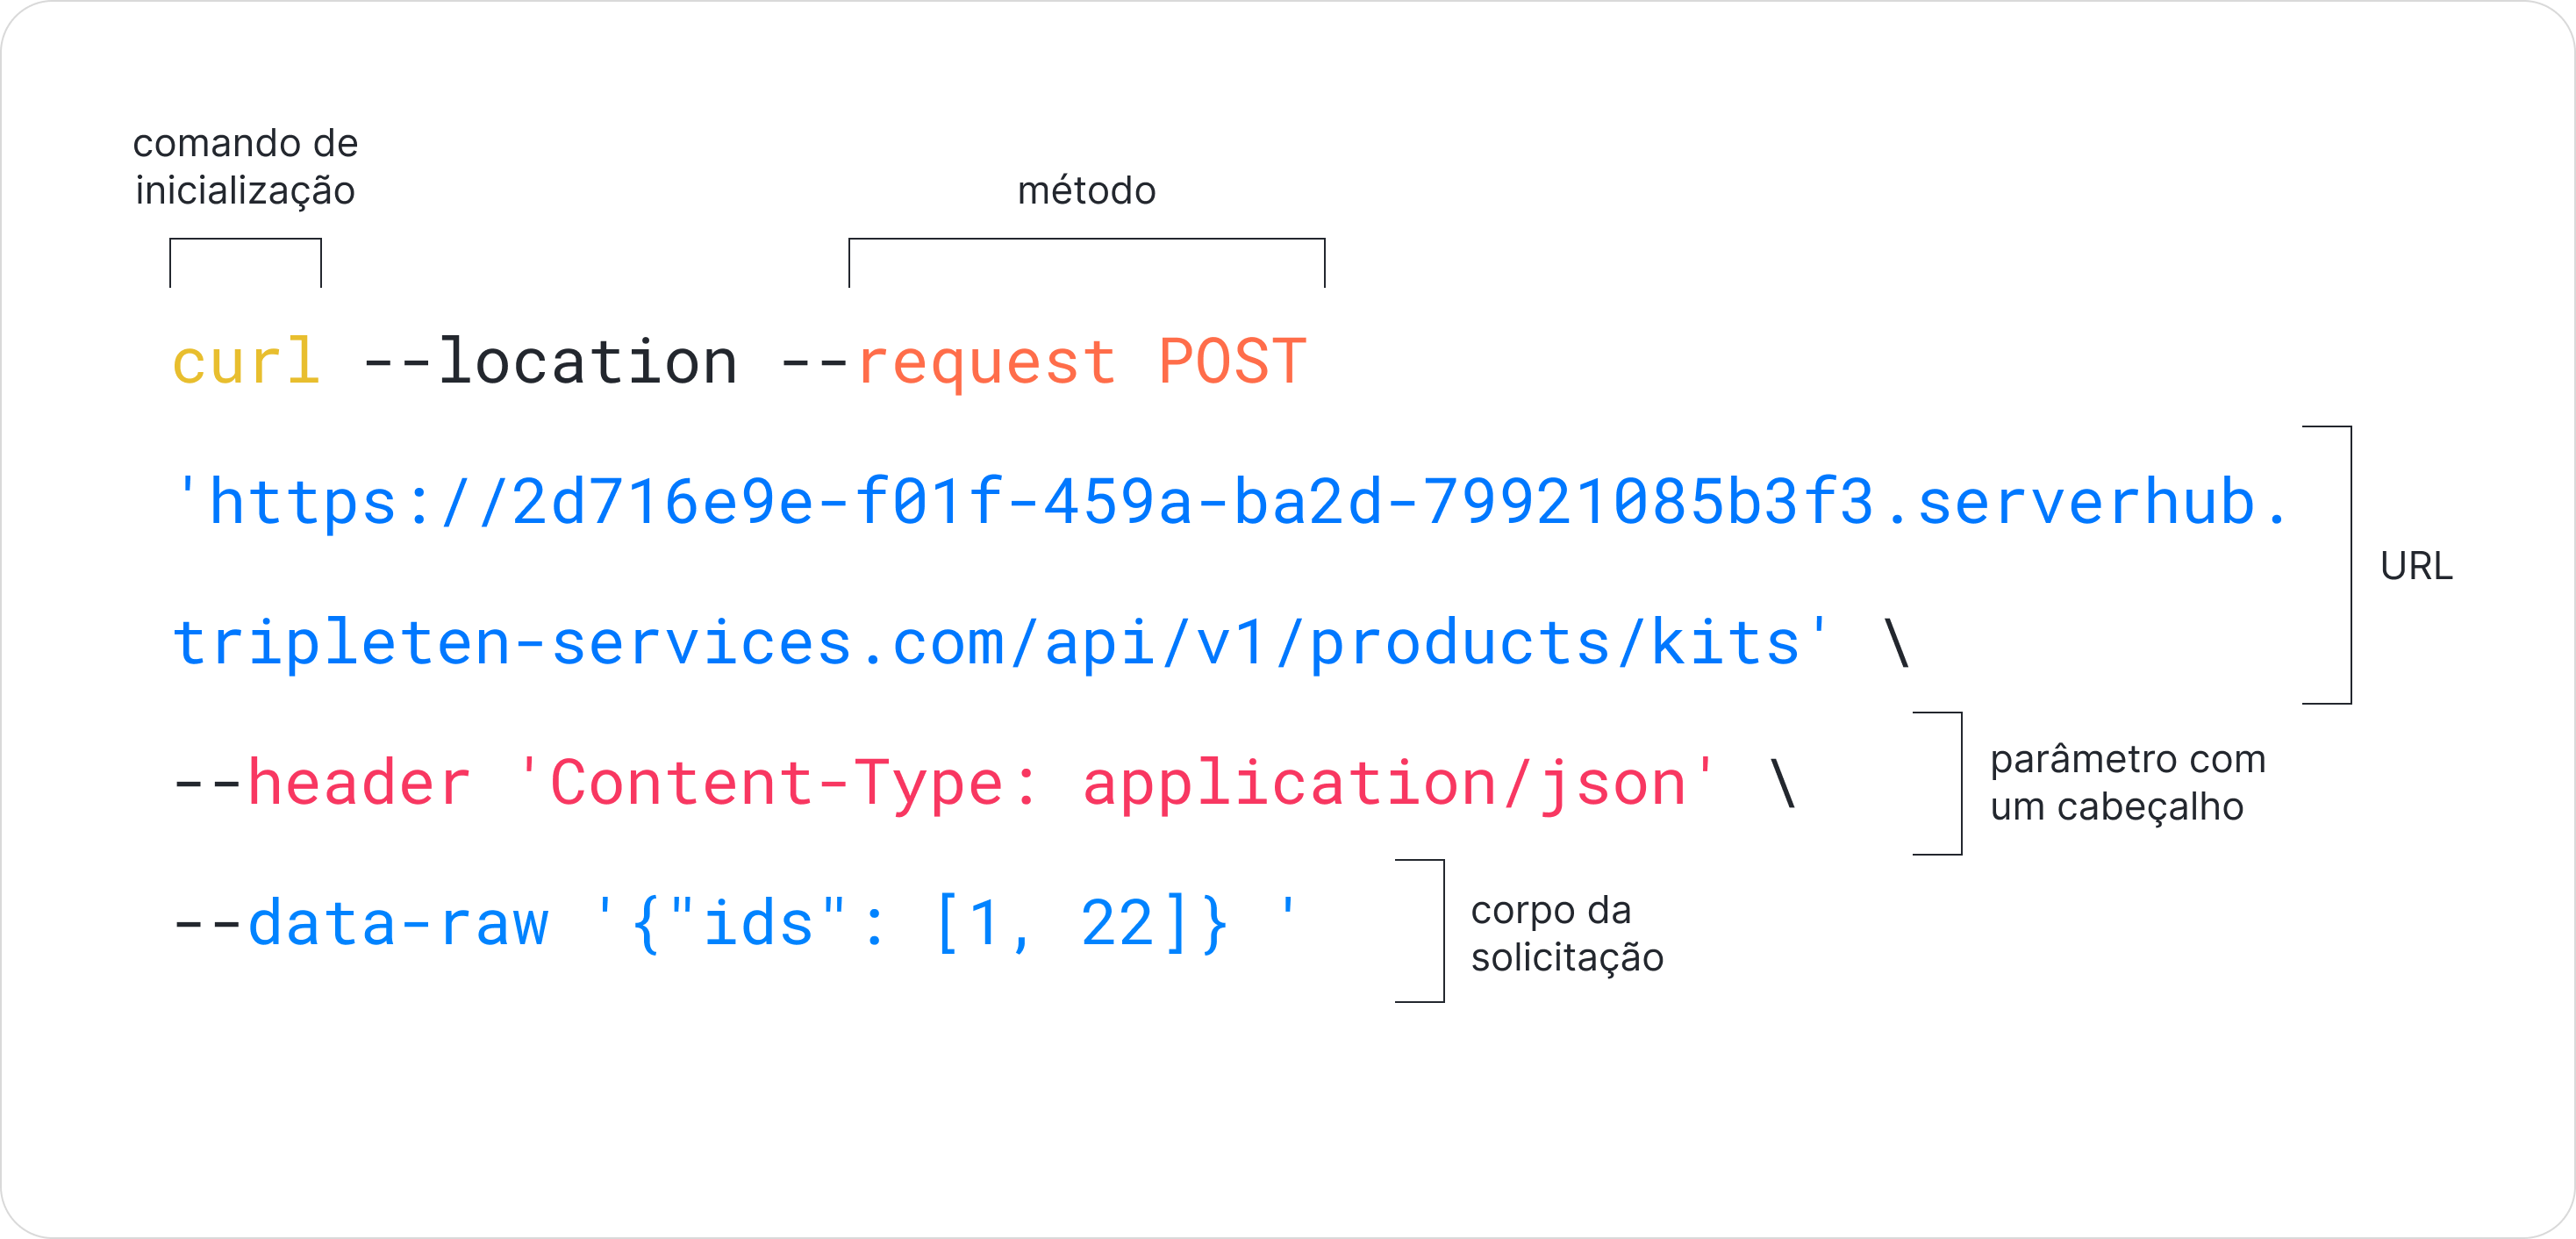 comando de
inicialização
método
curl --location --request POST
'https://2d716e9e-f01f-459a-ba2d-79921085b3f3.serverhub.
tripleten-services.com/api/v1/products/kits' \
URL
--header 'Content-Type: application/json' \
parâmetro com
um cabeçalho
--data-raw '{"ids": [1, 22]} '
corpo da
solicitação